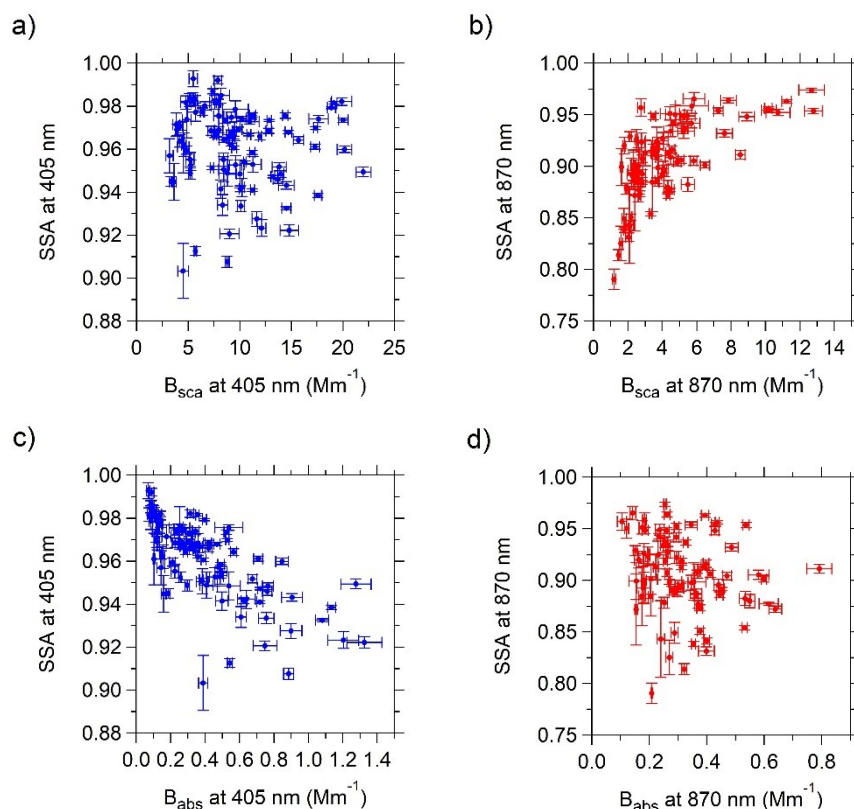 a)
1.00
0.98
0.96
0.94
0.92
0.90
0.88
SSA at 405 nm
0 5 10 15 20 25
B_sca at 405 nm (Mm⁻¹)
b)
1.00
0.95
0.90
0.85
0.80
0.75
SSA at 870 nm
0 2 4 6 8 10 12 14
B_sca at 870 nm (Mm⁻¹)
c)
1.00
0.98
0.96
0.94
0.92
0.90
0.88
SSA at 405 nm
0.0 0.2 0.4 0.6 0.8 1.0 1.2 1.4
B_abs at 405 nm (Mm⁻¹)
d)
1.00
0.95
0.90
0.85
0.80
0.75
SSA at 870 nm
0.0 0.2 0.4 0.6 0.8
B_abs at 870 nm (Mm⁻¹)